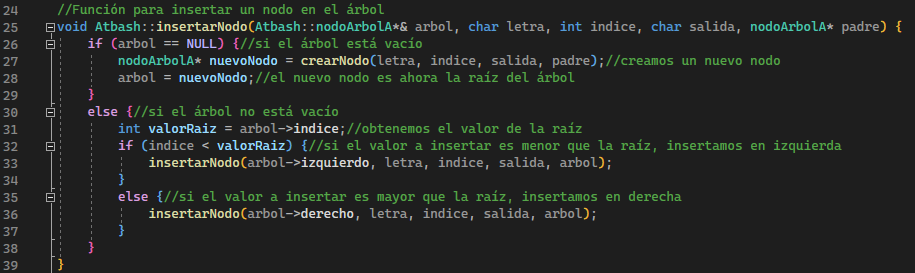 24 //Función para insertar un nodo en el árbol
25 void Atbash::insertarNodo(Atbash::nodoArbolA*& arbol, char letra, int indice, char salida, nodoArbolA* padre) {
26 if (arbol == NULL) {//si el árbol está vacío
27 nodoArbolA* nuevoNodo = crearNodo(letra, indice, salida, padre);//creamos un nuevo nodo
28 arbol = nuevoNodo;//el nuevo nodo es ahora la raíz del árbol
29 }
30 else {//si el árbol no está vacío
31 int valorRaiz = arbol->indice;//obtenemos el valor de la raíz
32 if (indice < valorRaiz) {//si el valor a insertar es menor que la raíz, insertamos en izquierda
33 insertarNodo(arbol->izquierdo, letra, indice, salida, arbol);
34 }
35 else {//si el valor a insertar es mayor que la raíz, insertamos en derecha
36 insertarNodo(arbol->derecho, letra, indice, salida, arbol);
37 }
38 }
39 }